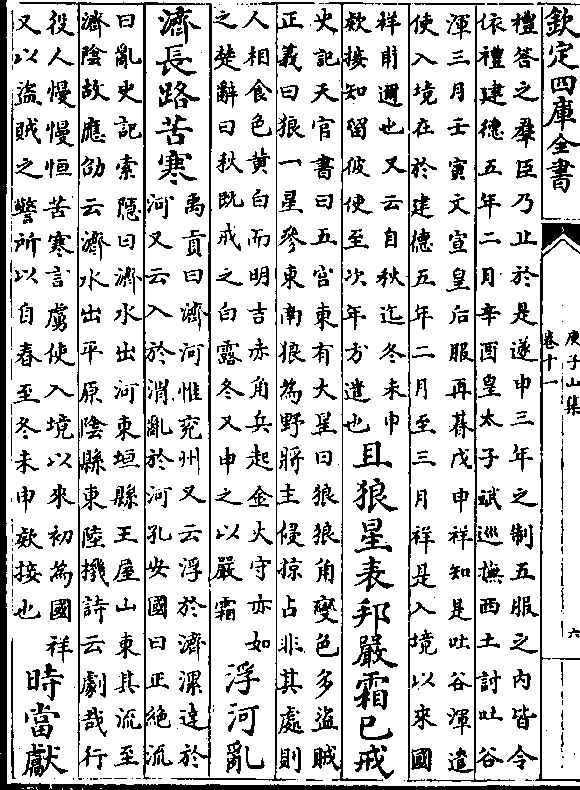 欽定四庫全書
庚子山集
卷十一
六
禮答之羣臣乃止於是遂申三年之制五服之内皆令
依禮建德五年二月辛酉皇太子斌巡撫西土討吐谷
渾三月壬寅文宣皇后服再朞戊申祥知是吐谷渾遣
使入境在於建德五年二月至三月祥是入境以來國
祥前邇也又云自秋迄冬未申
欵接知留彼使至次年方遣也
且狼星表邦嚴霜已戒
史記天官書曰五宫東有大星曰狼狼角變色多盜賊
正義曰狼一星參東南狼為野將主侵掠占非其處則
人相食色黄白而明吉赤角兵起金火守亦如
之楚辭曰秋既戒之白露冬又申之以嚴霜
浮河亂
濟長路苦寒
禹貢曰濟河惟兖州又云浮於濟漯達於
河又云入於渭亂於河孔安國曰正絶流
曰亂史記索隠曰濟水出河東垣縣王屋山東其流至
濟陰故應劭云濟水出平原陰縣東陸機詩云劇哉行
役人慢慢恒苦寒言虜使入境以來初為國祥
又以盜賊之警所以自春至冬未申欵接也
時當獻